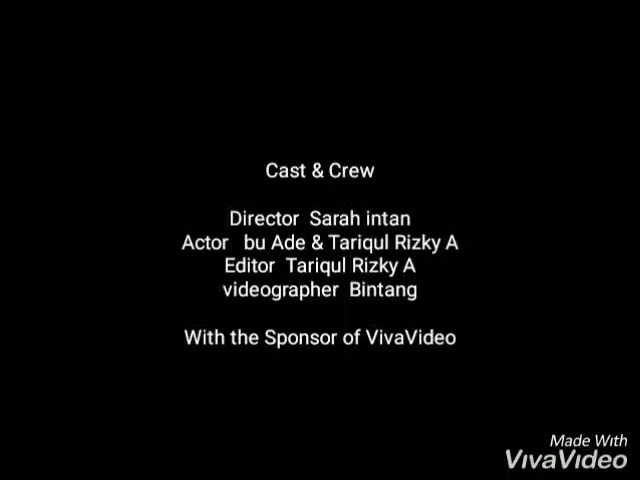 Cast & Crew
Director  Sarah intan
Actor   bu Ade & Tariqul Rizky A
Editor  Tariqul Rizky A
videographer  Bintang
With the Sponsor of VivaVideo
Made With
VivaVideo